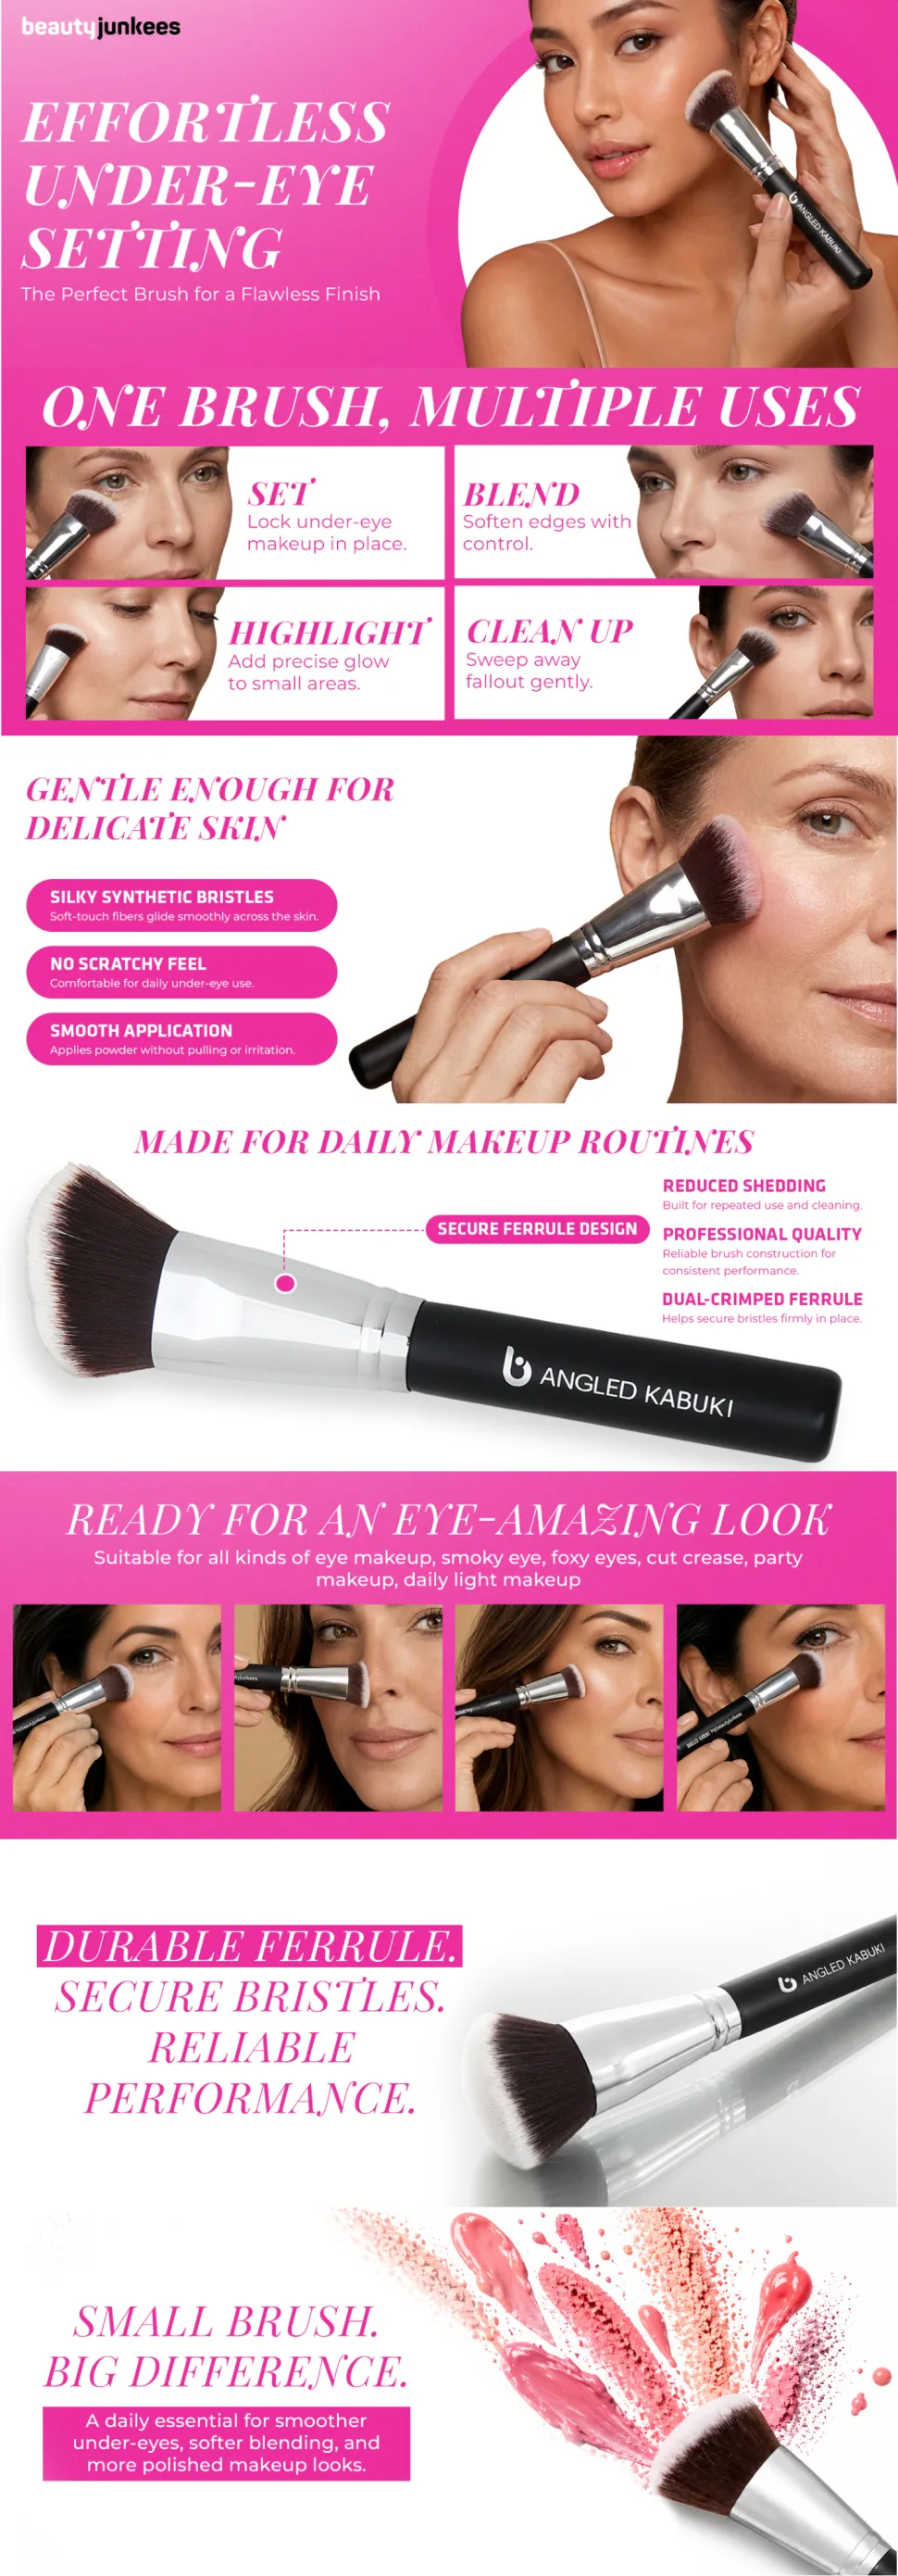 beautyjunkees
EFFORTLESS
UNDER-EYE
SETTING
The Perfect Brush for a Flawless Finish
ANGLED KABUKI
ONE BRUSH, MULTIPLE USES
SET
Lock under-eye
makeup in place.
BLEND
Soften edges with
control.
HIGHLIGHT
Add precise glow
to small areas.
CLEAN UP
Sweep away
fallout gently.
GENTLE ENOUGH FOR
DELICATE SKIN
SILKY SYNTHETIC BRISTLES
Soft-touch fibers glide smoothly across the skin.
NO SCRATCHY FEEL
Comfortable for daily under-eye use.
SMOOTH APPLICATION
Applies powder without pulling or irritation.
MADE FOR DAILY MAKEUP ROUTINES
SECURE FERRULE DESIGN
REDUCED SHEDDING
Built for repeated use and cleaning.
PROFESSIONAL QUALITY
Reliable brush construction for
consistent performance.
DUAL-CRIMPED FERRULE
Helps secure bristles firmly in place.
b ANGLED KABUKI
READY FOR AN EYE-AMAZING LOOK
Suitable for all kinds of eye makeup, smoky eye, foxy eyes, cut crease, party
makeup, daily light makeup
DURABLE FERRULE.
SECURE BRISTLES.
RELIABLE
PERFORMANCE.
b ANGLED KABUKI
SMALL BRUSH.
BIG DIFFERENCE.
A daily essential for smoother
under-eyes, softer blending, and
more polished makeup looks.